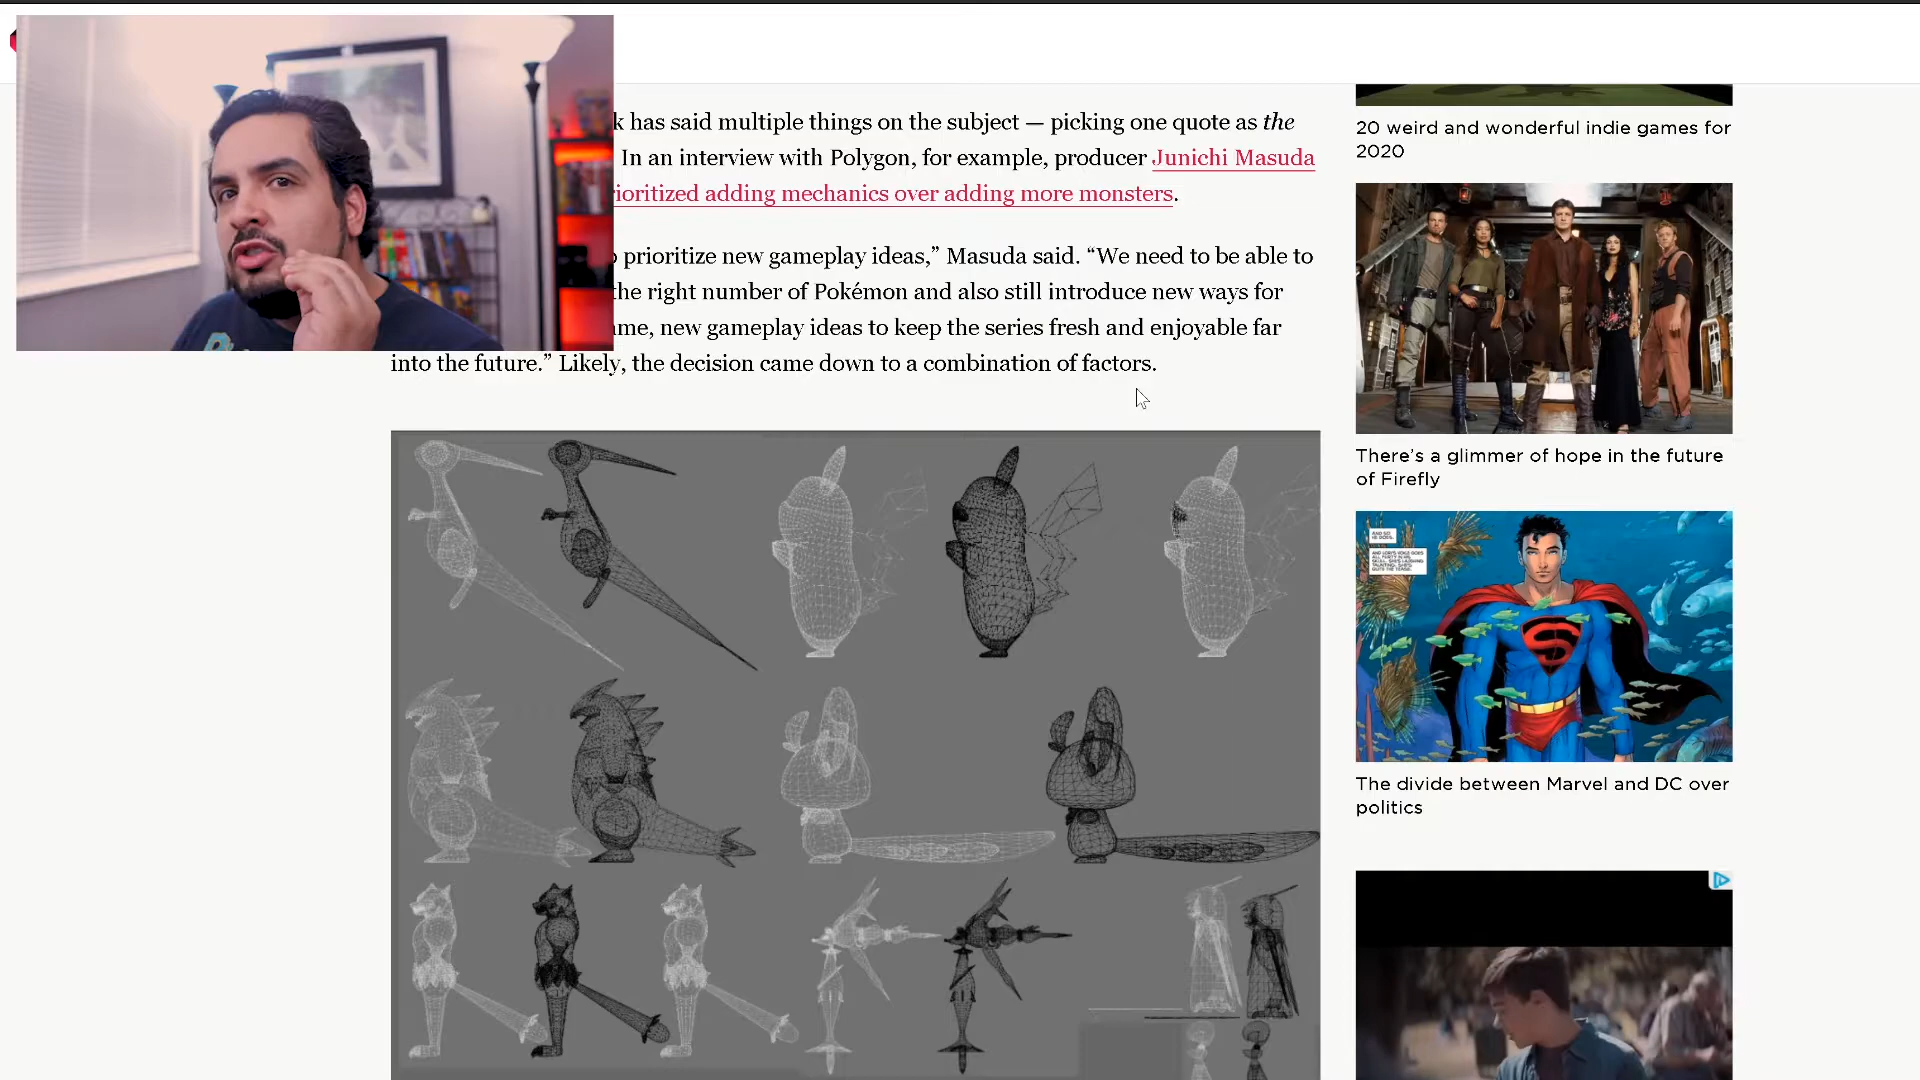 k has said multiple things on the subject — picking one quote as the
In an interview with Polygon, for example, producer Junichi Masuda
ioritized adding mechanics over adding more monsters.
prioritize new gameplay ideas,” Masuda said. “We need to be able to
the right number of Pokémon and also still introduce new ways for
me, new gameplay ideas to keep the series fresh and enjoyable far
into the future.” Likely, the decision came down to a combination of factors.
20 weird and wonderful indie games for
2020
There’s a glimmer of hope in the future
of Firefly
AND SO
HE DOES.
The divide between Marvel and DC over
politics